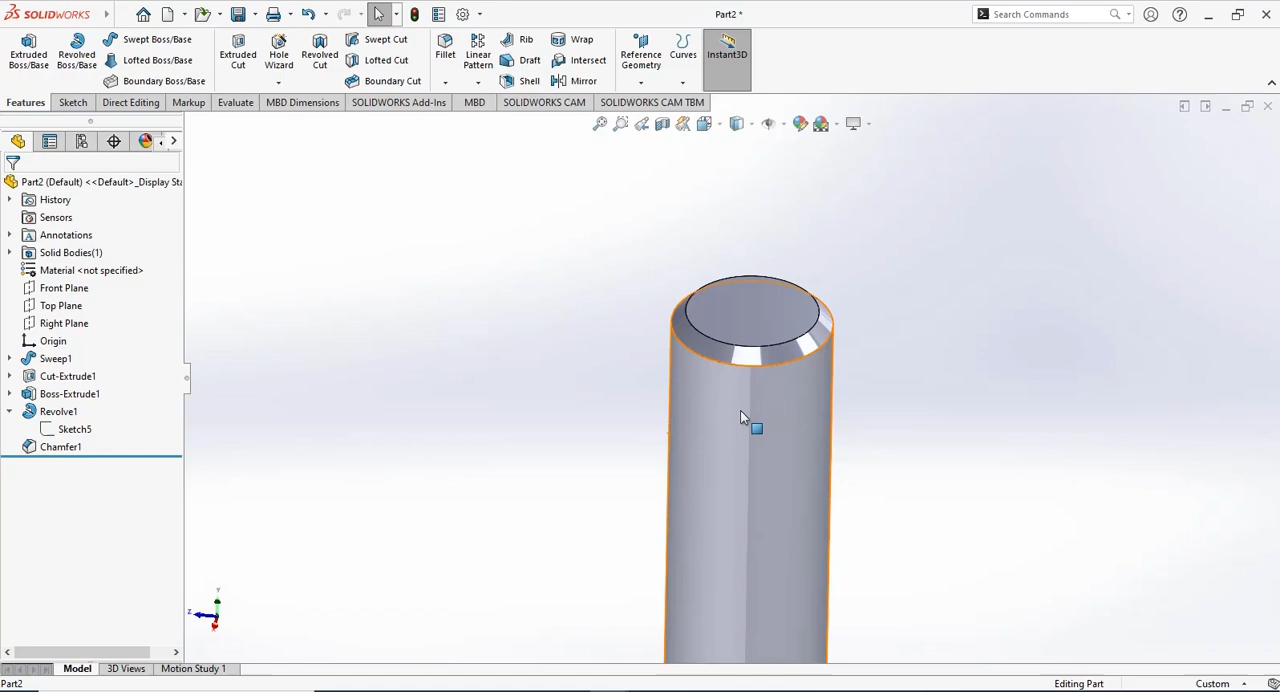 SOLIDWORKS
Part2 *
Search Commands
Extruded Boss/Base
Revolved Boss/Base
Swept Boss/Base
Lofted Boss/Base
Boundary Boss/Base
Extruded Cut
Hole Wizard
Revolved Cut
Swept Cut
Lofted Cut
Boundary Cut
Fillet
Linear Pattern
Rib
Draft
Shell
Wrap
Intersect
Mirror
Reference Geometry
Curves
Instant3D
Features
Sketch
Direct Editing
Markup
Evaluate
MBD Dimensions
SOLIDWORKS Add-Ins
MBD
SOLIDWORKS CAM
SOLIDWORKS CAM TBM
Part2 (Default) <<Default>_Display Sta
History
Sensors
Annotations
Solid Bodies(1)
Material <not specified>
Front Plane
Top Plane
Right Plane
Origin
Sweep1
Cut-Extrude1
Boss-Extrude1
Revolve1
Sketch5
Chamfer1
Y
Z
Model
3D Views
Motion Study 1
Part2
Editing Part
Custom